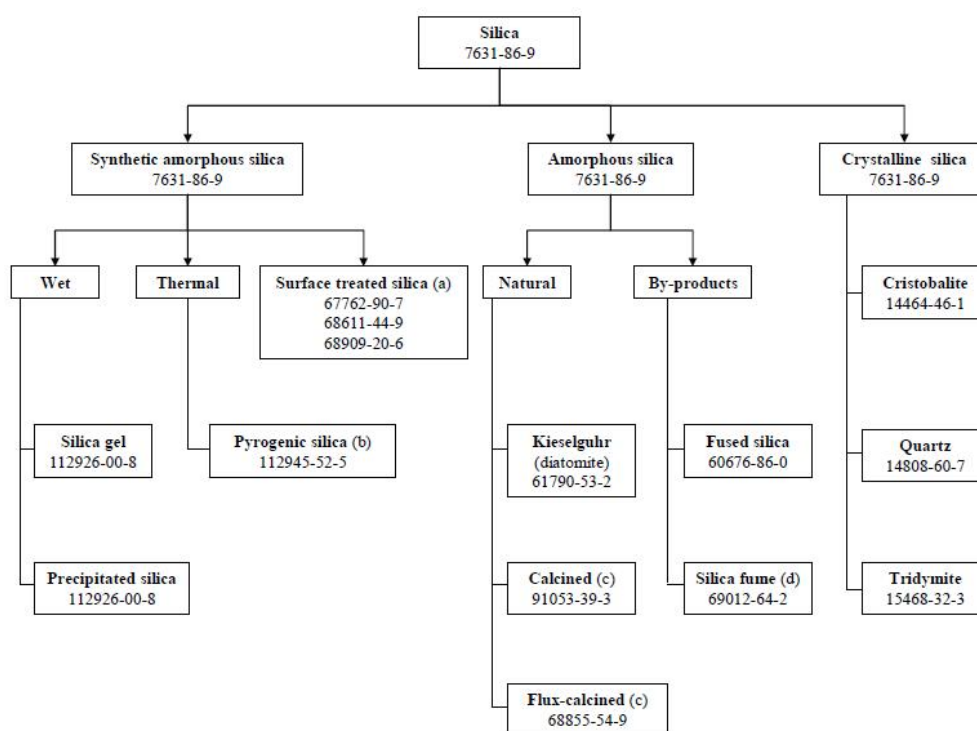 Silica
7631-86-9
Synthetic amorphous silica
7631-86-9
Amorphous silica
7631-86-9
Crystalline silica
7631-86-9
Wet
Thermal
Surface treated silica (a)
67762-90-7
68611-44-9
68909-20-6
Natural
By-products
Cristobalite
14464-46-1
Silica gel
112926-00-8
Pyrogenic silica (b)
112945-52-5
Kieselguhr
(diatomite)
61790-53-2
Fused silica
60676-86-0
Quartz
14808-60-7
Precipitated silica
112926-00-8
Calcined (c)
91053-39-3
Silica fume (d)
69012-64-2
Tridymite
15468-32-3
Flux-calcined (c)
68855-54-9